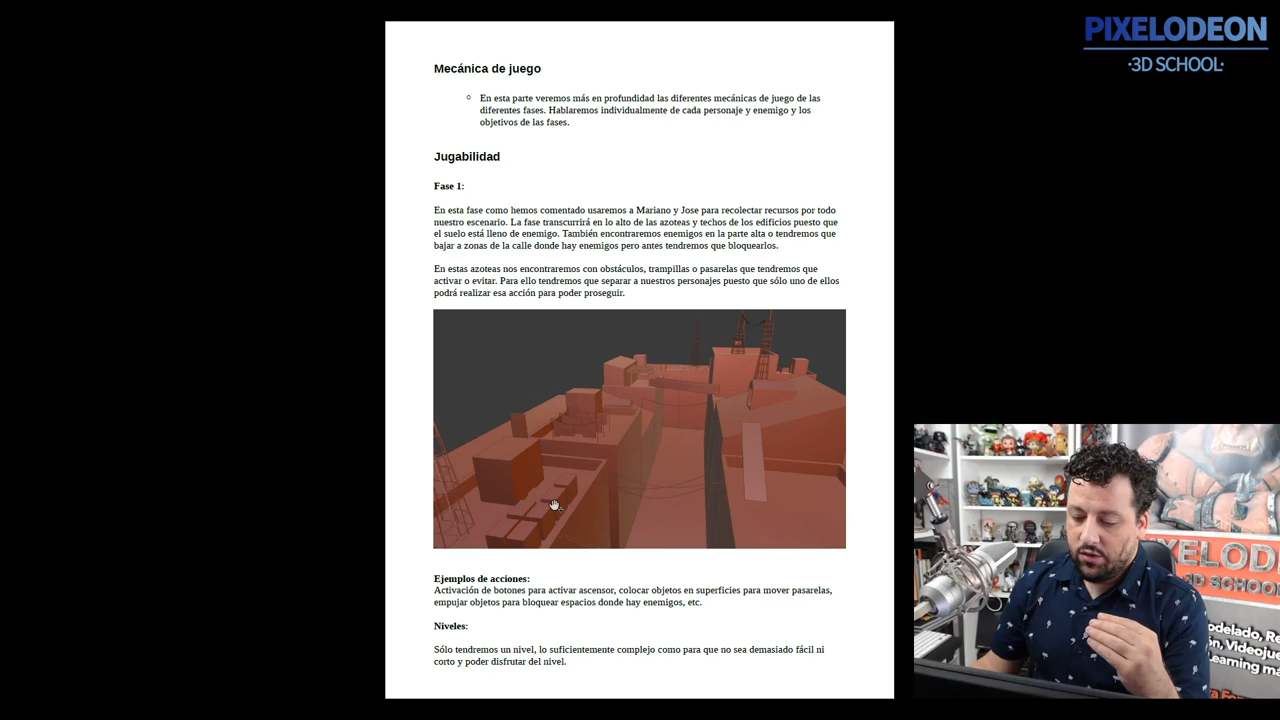 PIXELODEON
·3D SCHOOL·
Mecánica de juego
En esta parte veremos más en profundidad las diferentes mecánicas de juego de las
diferentes fases. Hablaremos individualmente de cada personaje y enemigo y los
objetivos de las fases.
Jugabilidad
Fase 1:
En esta fase como hemos comentado usaremos a Mariano y Jose para recolectar recursos por todo
nuestro escenario. La fase transcurrirá en lo alto de las azoteas y techos de los edificios puesto que
el suelo está lleno de enemigo. También encontraremos enemigos en la parte alta o tendremos que
bajar a zonas de la calle donde hay enemigos pero antes tendremos que bloquearlos.
En estas azoteas nos encontraremos con obstáculos, trampillas o pasarelas que tendremos que
activar o evitar. Para ello tendremos que separar a nuestros personajes puesto que sólo uno de ellos
podrá realizar esa acción para poder proseguir.
Ejemplos de acciones:
Activación de botones para activar ascensor, colocar objetos en superficies para mover pasarelas,
empujar objetos para bloquear espacios donde hay enemigos, etc.
Niveles:
Sólo tendremos un nivel, lo suficientemente complejo como para que no sea demasiado fácil ni
corto y poder disfrutar del nivel.
XELOD
3D SCHOO
odelado, Re
ón, Videojue
Learning má